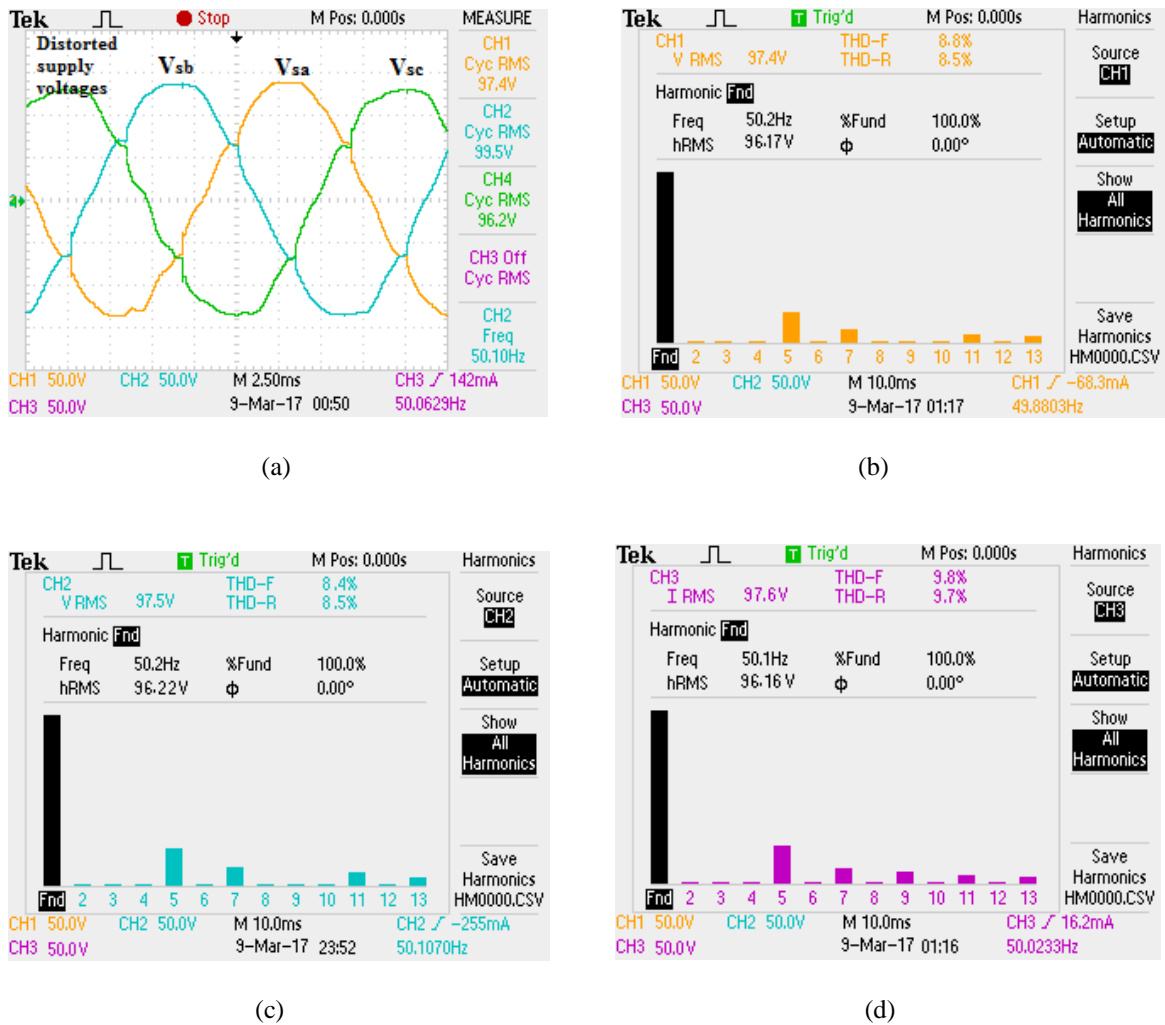 Tek Stop M Pos: 0.000s MEASURE
Distorted
supply
voltages
Vsb Vsa Vsc
CH1
Cyc RMS
97.4V
CH2
Cyc RMS
99.5V
CH4
Cyc RMS
96.2V
CH3 Off
Cyc RMS
CH2
Freq
50.10Hz
2
CH1 50.0V CH2 50.0V M 2.50ms CH3 142mA
CH3 50.0V 9-Mar-17 00:50 50.0629Hz
(a)
Tek T Trig'd M Pos: 0.000s Harmonics
CH1 THD-F 8.8%
V RMS 97.4V THD-R 8.5%
Harmonic Fnd
Freq 50.2Hz %Fund 100.0%
hRMS 96.17V ϕ 0.00°
Source
CH1
Setup
Automatic
Show
All
Harmonics
Save
Harmonics
HM0000.CSV
Fnd 2 3 4 5 6 7 8 9 10 11 12 13
CH1 50.0V CH2 50.0V M 10.0ms CH1 -68.3mA
CH3 50.0V 9-Mar-17 01:17 49.8803Hz
(b)
Tek T Trig'd M Pos: 0.000s Harmonics
CH2 THD-F 8.4%
V RMS 97.5V THD-R 8.5%
Harmonic Fnd
Freq 50.2Hz %Fund 100.0%
hRMS 96.22V ϕ 0.00°
Source
CH2
Setup
Automatic
Show
All
Harmonics
Save
Harmonics
HM0000.CSV
Fnd 2 3 4 5 6 7 8 9 10 11 12 13
CH1 50.0V CH2 50.0V M 10.0ms CH2 -255mA
CH3 50.0V 9-Mar-17 23:52 50.1070Hz
(c)
Tek T Trig'd M Pos: 0.000s Harmonics
CH3 THD-F 9.8%
I RMS 97.6V THD-R 9.7%
Harmonic Fnd
Freq 50.1Hz %Fund 100.0%
hRMS 96.16 V ϕ 0.00°
Source
CH3
Setup
Automatic
Show
All
Harmonics
Save
Harmonics
HM0000.CSV
Fnd 2 3 4 5 6 7 8 9 10 11 12 13
CH1 50.0V CH2 50.0V M 10.0ms CH3 16.2mA
CH3 50.0V 9-Mar-17 01:16 50.0233Hz
(d)